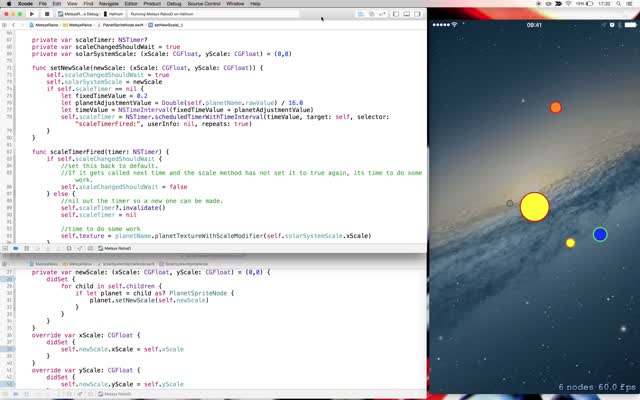 Xcode File Edit View Find Navigate Editor Product Debug Source Control Window Help
18% 17:32
Running Metsys Palos
PlanetSpriteNode.swift
private var scaleTimer: NSTimer?
private var scaleChangedShouldWait = true
private var solarSystemScale: (xScale: CGFloat, yScale: CGFloat) = (0,0)
func setNewScale(newScale: (xScale: CGFloat, yScale: CGFloat)) {
self.scaleChangedShouldWait = true
self.solarSystemScale = newScale
if self.scaleTimer == nil {
let fixedTimeValue = 0.2
let planetAdjustmentValue = Double(self.planetName.rawValue) / 16.0
let timeValue = NSTimeInterval(fixedTimeValue + planetAdjustmentValue)
self.scaleTimer = NSTimer.scheduledTimerWithTimeInterval(timeValue, target: self, selector:
"scaleTimerFired:", userInfo: nil, repeats: true)
}
}
func scaleTimerFired(timer: NSTimer) {
if self.scaleChangedShouldWait {
//set this back to default.
//If it gets called next time and the scale method has not set it to true again, its time to do some
work.
self.scaleChangedShouldWait = false
} else {
//nil out the timer so a new one can be made.
self.scaleTimer?.invalidate()
self.scaleTimer = nil
//time to do some work
self.texture = planetName.planetTextureWithScaleModifier(self.solarSystemScale.xScale)
}
private var newScale: (xScale: CGFloat, yScale: CGFloat) = (0,0) {
didSet {
for child in self.children {
if let planet = child as? PlanetSpriteNode {
planet.setNewScale(self.newScale)
}
}
}
}
override var xScale: CGFloat {
didSet {
self.newScale.xScale = self.xScale
}
}
override var yScale: CGFloat {
didSet {
self.newScale.yScale = self.yScale
09:41
6 nodes 60.0 fps